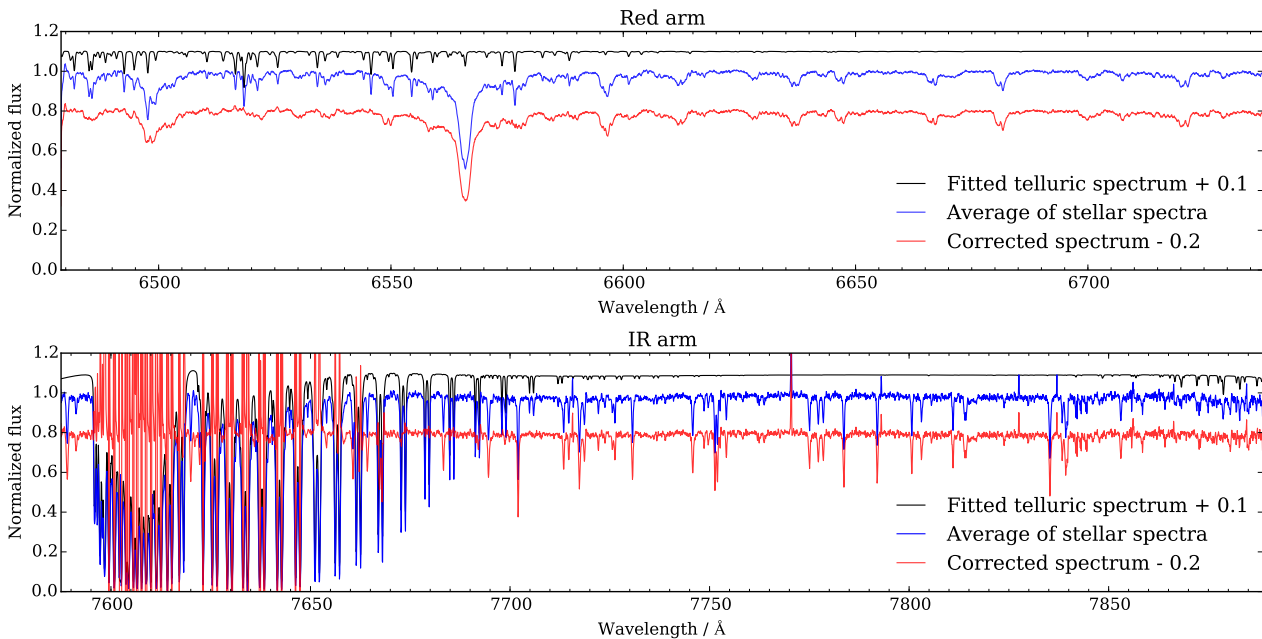 Red arm
1.2
1.0
0.8
0.6
0.4
0.2
0.0
Normalized flux
Fitted telluric spectrum + 0.1
Average of stellar spectra
Corrected spectrum - 0.2
6500
6550
6600
6650
6700
Wavelength / Å
IR arm
1.2
1.0
0.8
0.6
0.4
0.2
0.0
Normalized flux
Fitted telluric spectrum + 0.1
Average of stellar spectra
Corrected spectrum - 0.2
7600
7650
7700
7750
7800
7850
Wavelength / Å